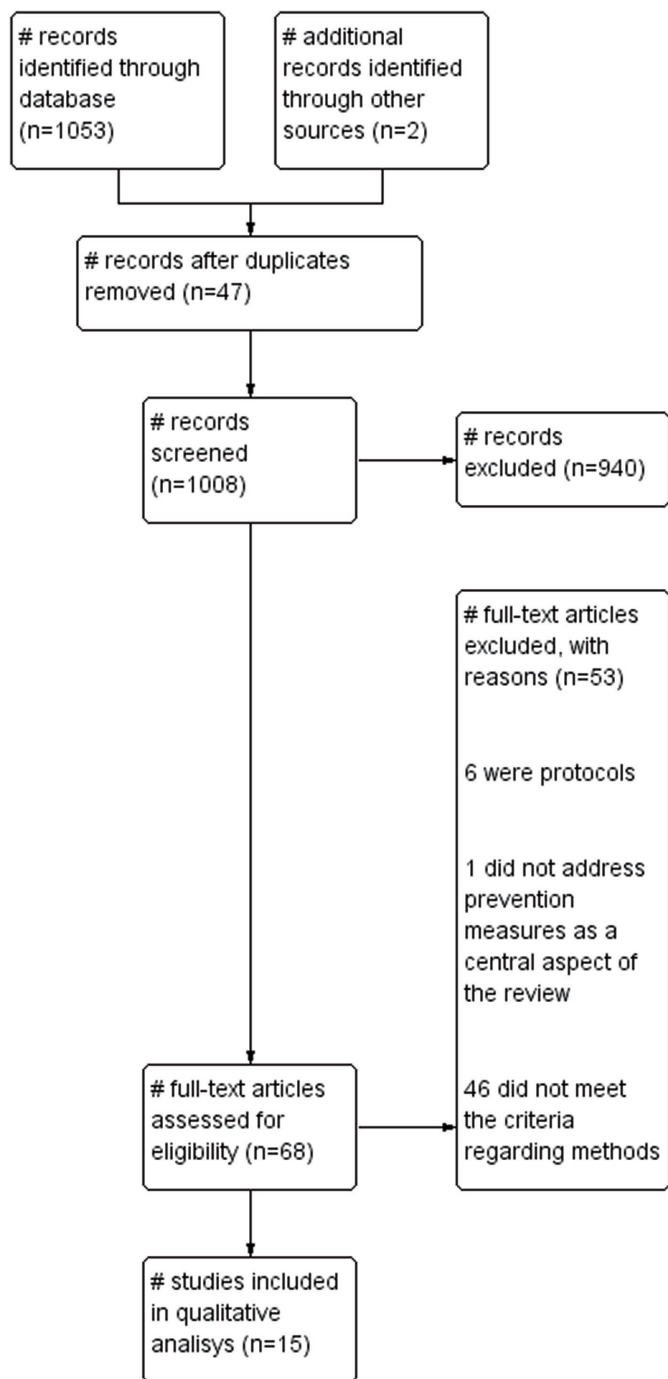 # records
identified through
database
(n=1053)
# additional
records identified
through other
sources (n=2)
# records after duplicates
removed (n=47)
# records
screened
(n=1008)
# records
excluded (n=940)
# full-text articles
excluded, with
reasons (n=53)
6 were protocols
1 did not address
prevention
measures as a
central aspect of
the review
46 did not meet
the criteria
regarding methods
# full-text articles
assessed for
eligibility (n=68)
# studies included
in qualitative
analisys (n=15)